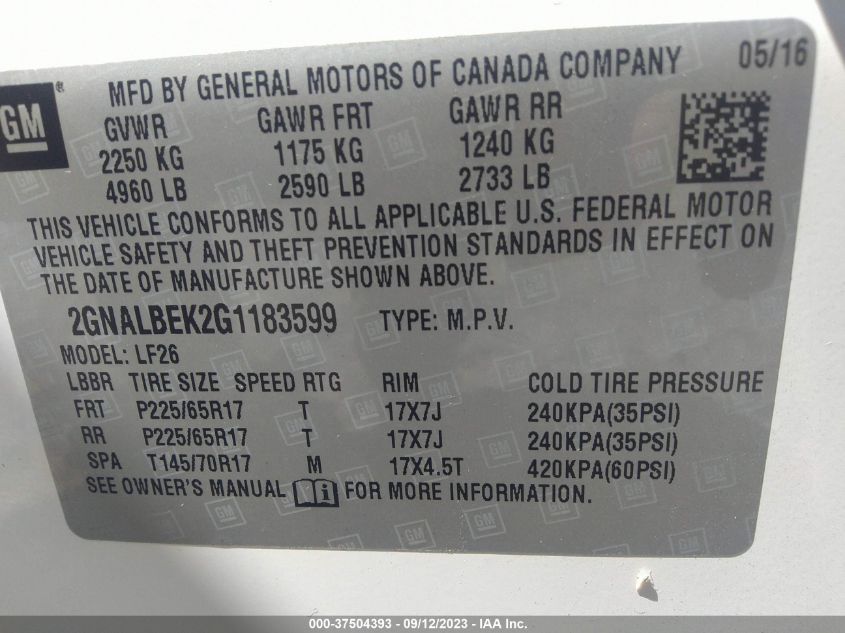 05/16
GM
MFD BY GENERAL MOTORS OF CANADA COMPANY
GVWR GAWR FRT GAWR RR
2250 KG 1175 KG 1240 KG
4960 LB 2590 LB 2733 LB
THIS VEHICLE CONFORMS TO ALL APPLICABLE U.S. FEDERAL MOTOR
VEHICLE SAFETY AND THEFT PREVENTION STANDARDS IN EFFECT ON
THE DATE OF MANUFACTURE SHOWN ABOVE.
2GNALBEK2G1183599 TYPE: M.P.V.
MODEL: LF26
LBBR TIRE SIZE SPEED RTG RIM COLD TIRE PRESSURE
FRT P225/65R17 T 17X7J 240KPA(35PSI)
RR P225/65R17 T 17X7J 240KPA(35PSI)
SPA T145/70R17 M 17X4.5T 420KPA(60PSI)
SEE OWNER'S MANUAL i FOR MORE INFORMATION.
000-37504393 - 09/12/2023 - IAA Inc.